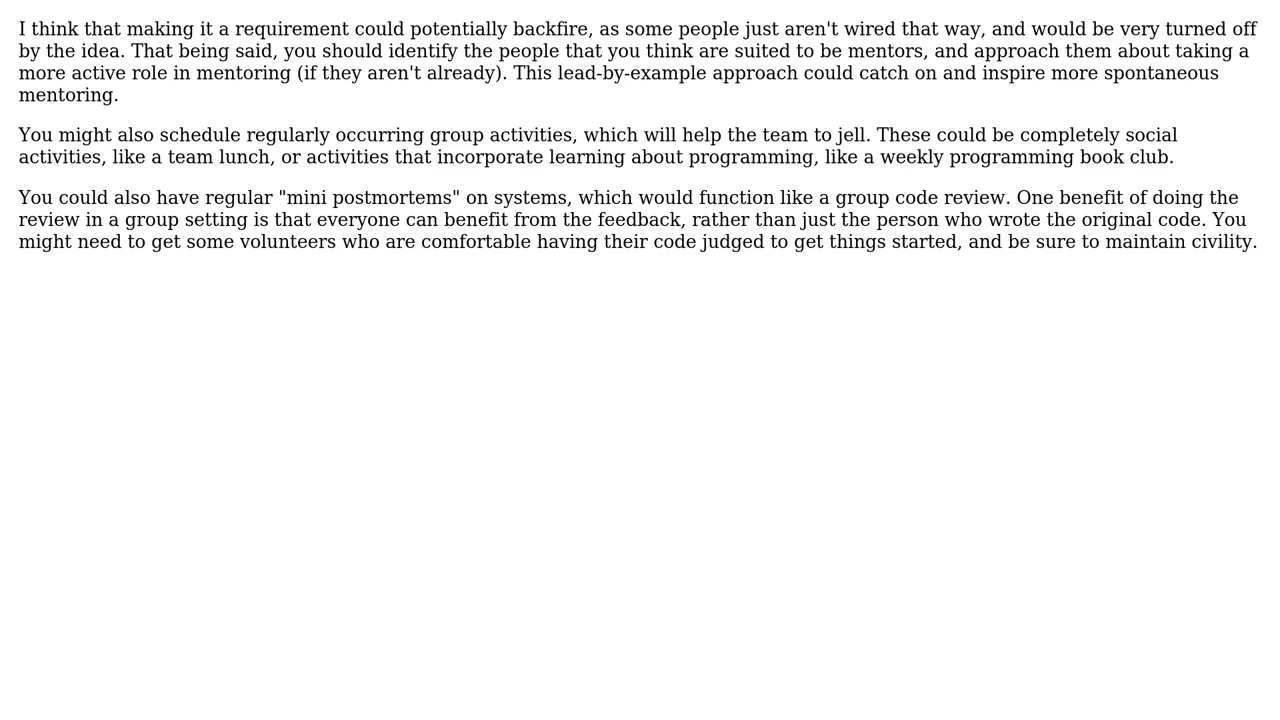 I think that making it a requirement could potentially backfire, as some people just aren't wired that way, and would be very turned off
by the idea. That being said, you should identify the people that you think are suited to be mentors, and approach them about taking a
more active role in mentoring (if they aren't already). This lead-by-example approach could catch on and inspire more spontaneous
mentoring.
You might also schedule regularly occurring group activities, which will help the team to jell. These could be completely social
activities, like a team lunch, or activities that incorporate learning about programming, like a weekly programming book club.
You could also have regular "mini postmortems" on systems, which would function like a group code review. One benefit of doing the
review in a group setting is that everyone can benefit from the feedback, rather than just the person who wrote the original code. You
might need to get some volunteers who are comfortable having their code judged to get things started, and be sure to maintain civility.